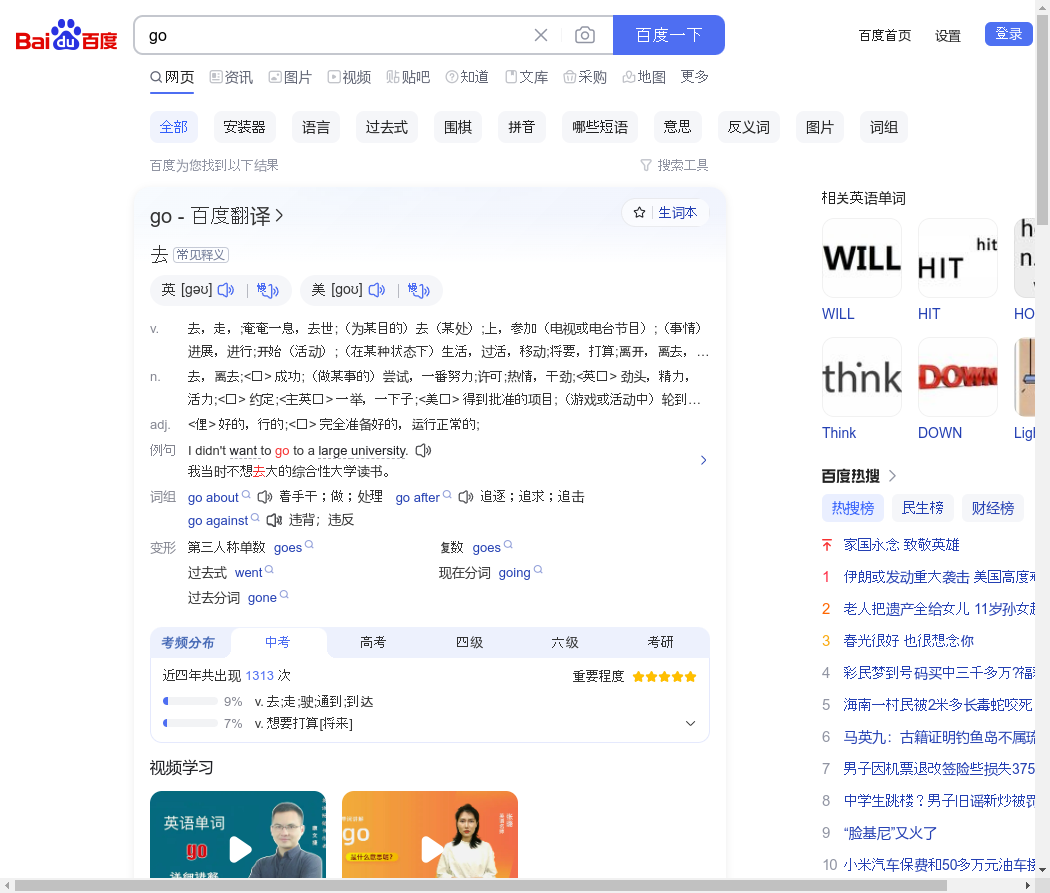 Bai du 百度
go
百度一下
百度首页 设置 登录
网页 资讯 图片 视频 贴吧 知道 文库 采购 地图 更多
全部 安装器 语言 过去式 围棋 拼音 哪些短语 意思 反义词 图片 词组
百度为您找到以下结果 搜索工具
go - 百度翻译
生词本
去 常见释义
英 [gəʊ] 慢 美 [goʊ] 慢
v. 去，走，;奄奄一息，去世;（为某目的）去（某处）;上，参加（电视或电台节目）;（事情）
进展，进行;开始（活动）;（在某种状态下）生活，过活，移动;将要，打算;离开，离去，…
n. 去，离去;<口> 成功;（做某事的）尝试，一番努力;许可;热情，干劲;<英口> 劲头，精力，
活力;<口> 约定;<主英口> 一举，一下子;<美口> 得到批准的项目;（游戏或活动中）轮到…
adj. <俚> 好的，行的;<口> 完全准备好的，运行正常的;
例句 I didn't want to go to a large university.
我当时不想去大的综合性大学读书。
词组 go about 着手干；做；处理 go after 追逐；追求；追击
go against 违背；违反
变形 第三人称单数 goes 复数 goes
过去式 went 现在分词 going
过去分词 gone
考频分布 中考 高考 四级 六级 考研
近四年共出现 1313 次 重要程度
9% v. 去;走;驶;通到;到达
7% v. 想要打算[将来]
视频学习
英语单词
go
详细讲解
go
是什么意思呢?
相关英语单词
WILL
HIT
hit
WILL
HIT
HO
think
DOWN
Think
DOWN
Ligh
百度热搜
热搜榜 民生榜 财经榜
家国永念 致敬英雄
1 伊朗或发动重大袭击 美国高度戒
2 老人把遗产全给女儿 11岁孙女起
3 春光很好 也很想念你
4 彩民梦到号码买中三千多万?福彩
5 海南一村民被2米多长毒蛇咬死
6 马英九：古籍证明钓鱼岛不属琉
7 男子因机票退改签险些损失375
8 中学生跳楼？男子旧谣新炒被罚
9 “脸基尼”又火了
10 小米汽车保费和50多万元油车接